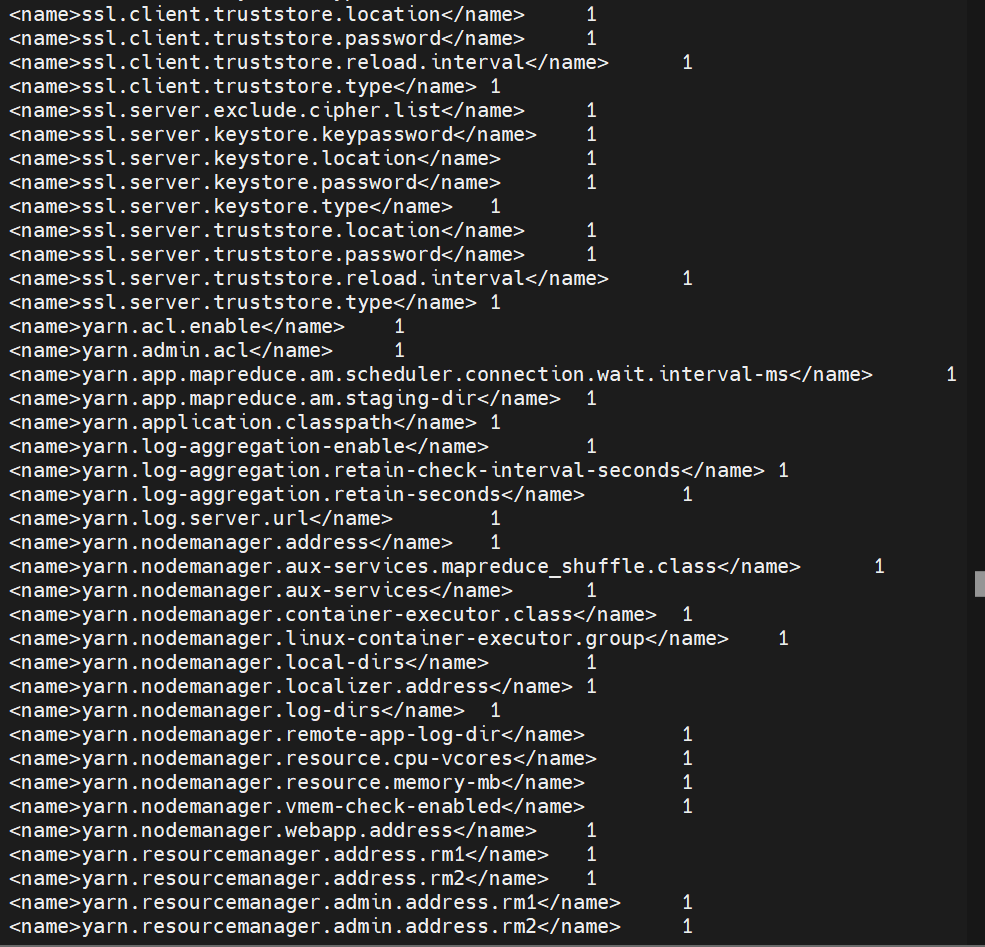 <name>ssl.client.truststore.location</name>	1
<name>ssl.client.truststore.password</name>	1
<name>ssl.client.truststore.reload.interval</name>	1
<name>ssl.client.truststore.type</name>	1
<name>ssl.server.exclude.cipher.list</name>	1
<name>ssl.server.keystore.keypassword</name>	1
<name>ssl.server.keystore.location</name>	1
<name>ssl.server.keystore.password</name>	1
<name>ssl.server.keystore.type</name>	1
<name>ssl.server.truststore.location</name>	1
<name>ssl.server.truststore.password</name>	1
<name>ssl.server.truststore.reload.interval</name>	1
<name>ssl.server.truststore.type</name>	1
<name>yarn.acl.enable</name>	1
<name>yarn.admin.acl</name>	1
<name>yarn.app.mapreduce.am.scheduler.connection.wait.interval-ms</name>	1
<name>yarn.app.mapreduce.am.staging-dir</name>	1
<name>yarn.application.classpath</name>	1
<name>yarn.log-aggregation-enable</name>	1
<name>yarn.log-aggregation.retain-check-interval-seconds</name>	1
<name>yarn.log-aggregation.retain-seconds</name>	1
<name>yarn.log.server.url</name>	1
<name>yarn.nodemanager.address</name>	1
<name>yarn.nodemanager.aux-services.mapreduce_shuffle.class</name>	1
<name>yarn.nodemanager.aux-services</name>	1
<name>yarn.nodemanager.container-executor.class</name>	1
<name>yarn.nodemanager.linux-container-executor.group</name>	1
<name>yarn.nodemanager.local-dirs</name>	1
<name>yarn.nodemanager.localizer.address</name>	1
<name>yarn.nodemanager.log-dirs</name>	1
<name>yarn.nodemanager.remote-app-log-dir</name>	1
<name>yarn.nodemanager.resource.cpu-vcores</name>	1
<name>yarn.nodemanager.resource.memory-mb</name>	1
<name>yarn.nodemanager.vmem-check-enabled</name>	1
<name>yarn.nodemanager.webapp.address</name>	1
<name>yarn.resourcemanager.address.rm1</name>	1
<name>yarn.resourcemanager.address.rm2</name>	1
<name>yarn.resourcemanager.admin.address.rm1</name>	1
<name>yarn.resourcemanager.admin.address.rm2</name>	1